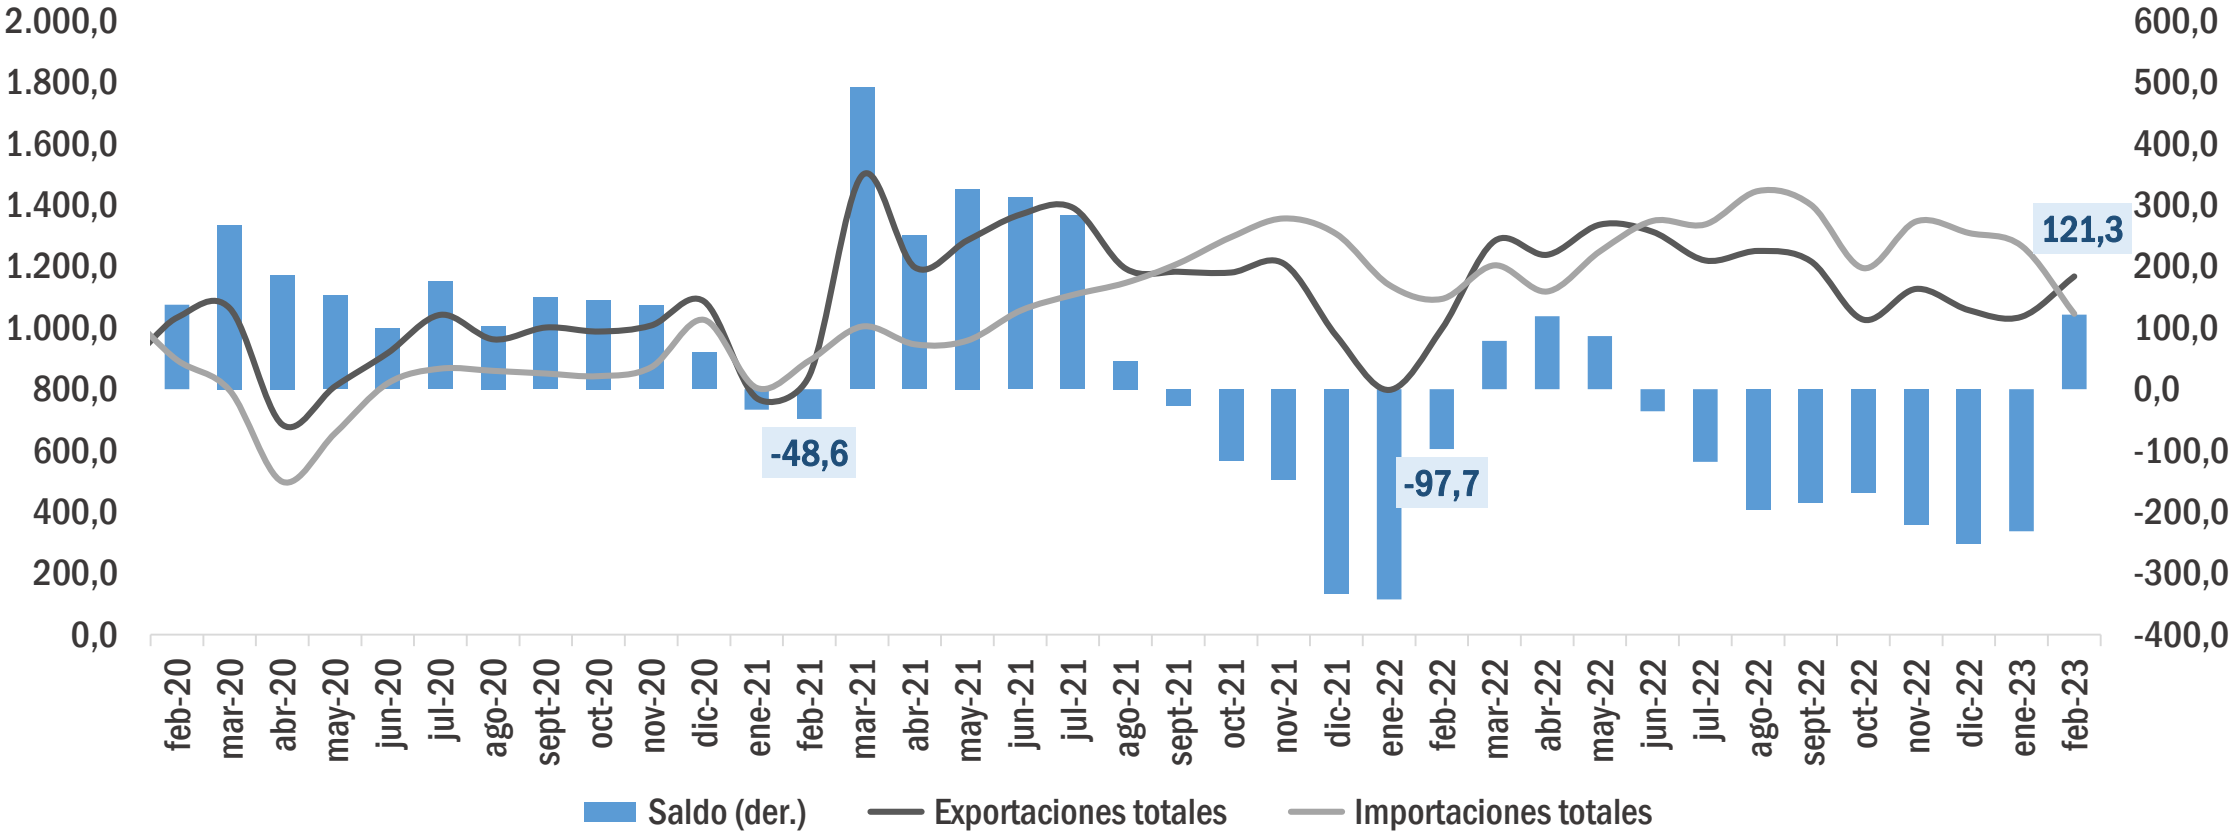 2.000,0
1.800,0
1.600,0
1.400,0
1.200,0
1.000,0
800,0
600,0
400,0
200,0
0,0
600,0
500,0
400,0
300,0
200,0
100,0
0,0
-100,0
-200,0
-300,0
-400,0
121,3
-48,6
-97,7
feb-20
mar-20
abr-20
may-20
jun-20
jul-20
ago-20
sept-20
oct-20
nov-20
dic-20
ene-21
feb-21
mar-21
abr-21
may-21
jun-21
jul-21
ago-21
sept-21
oct-21
nov-21
dic-21
ene-22
feb-22
mar-22
abr-22
may-22
jun-22
jul-22
ago-22
sept-22
oct-22
nov-22
dic-22
ene-23
feb-23
Saldo (der.)
Exportaciones totales
Importaciones totales